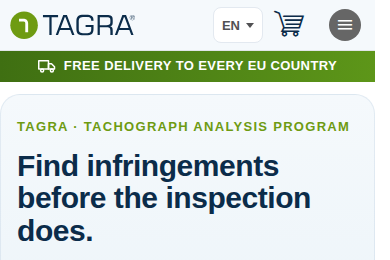 TAGRA®
EN
FREE DELIVERY TO EVERY EU COUNTRY
TAGRA · TACHOGRAPH ANALYSIS PROGRAM
Find infringements
before the inspection
does.